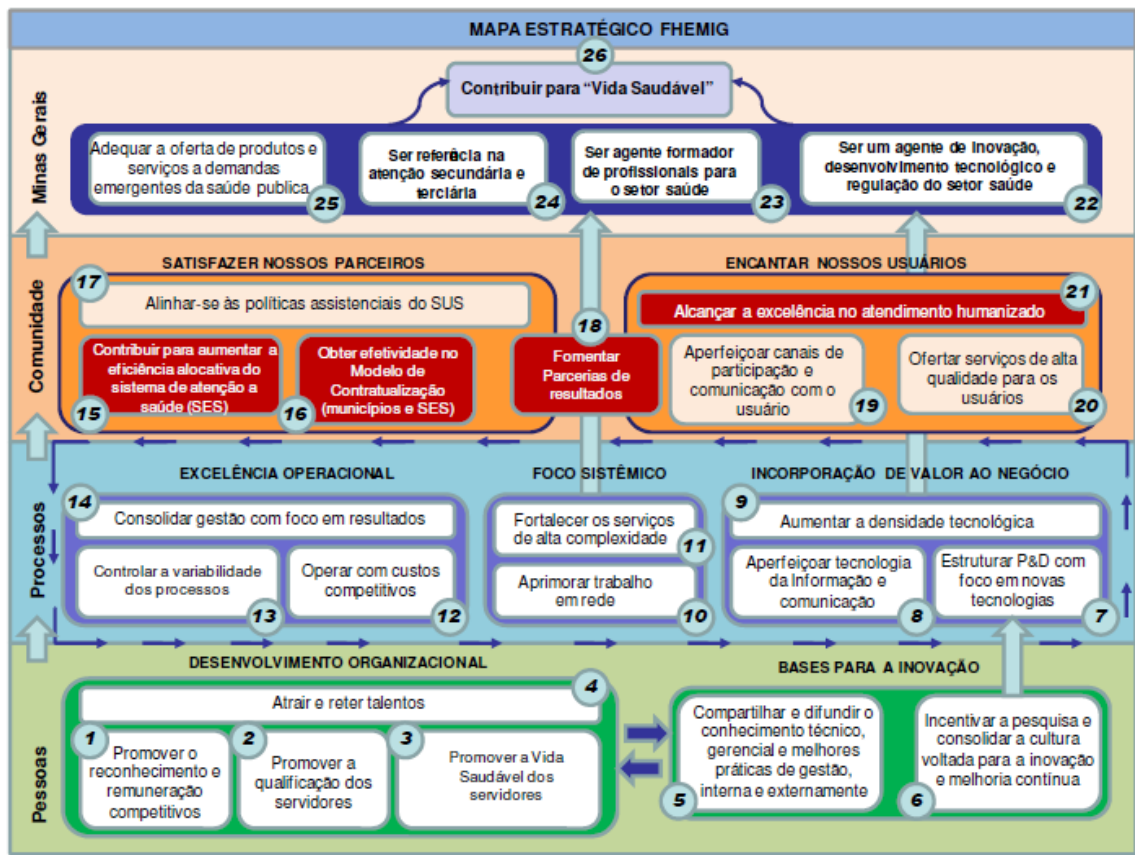 MAPA ESTRATÉGICO FHEMIG
26
Contribuir para “Vida Saudável”
Minas Gerais
Adequar a oferta de produtos e
serviços a demandas
emergentes da saúde publica
25
Ser referência na
atenção secundária e
terciária
24
Ser agente formador
de profissionais para
o setor saúde
23
Ser um agente de inovação,
desenvolvimento tecnológico e
regulação do setor saúde
22
Comunidade
SATISFAZER NOSSOS PARCEIROS
17
Alinhar-se às políticas assistenciais do SUS
Contribuir para aumentar a
eficiência alocativa do
sistema de atenção a
saúde (SES)
15
Obter efetividade no
Modelo de
Contratualização
(municípios e SES)
16
18
Fomentar
Parcerias de
resultados
ENCANTAR NOSSOS USUÁRIOS
21
Alcançar a excelência no atendimento humanizado
Aperfeiçoar canais de
participação e
comunicação com o
usuário
19
Ofertar serviços de alta
qualidade para os
usuários
20
Processos
EXCELÊNCIA OPERACIONAL
14
Consolidar gestão com foco em resultados
Controlar a variabilidade
dos processos
13
Operar com custos
competitivos
12
FOCO SISTÊMICO
Fortalecer os serviços
de alta complexidade
11
Aprimorar trabalho
em rede
10
INCORPORAÇÃO DE VALOR AO NEGÓCIO
9
Aumentar a densidade tecnológica
Aperfeiçoar tecnologia
da Informação e
comunicação
8
Estruturar P&D com
foco em novas
tecnologias
7
Pessoas
DESENVOLVIMENTO ORGANIZACIONAL
4
Atrair e reter talentos
1
Promover o
reconhecimento e
remuneração
competitivos
2
Promover a
qualificação dos
servidores
3
Promover a Vida
Saudável dos
servidores
BASES PARA A INOVAÇÃO
Compartilhar e difundir o
conhecimento técnico,
gerencial e melhores
práticas de gestão,
interna e externamente
5
Incentivar a pesquisa e
consolidar a cultura
voltada para a inovação
e melhoria contínua
6